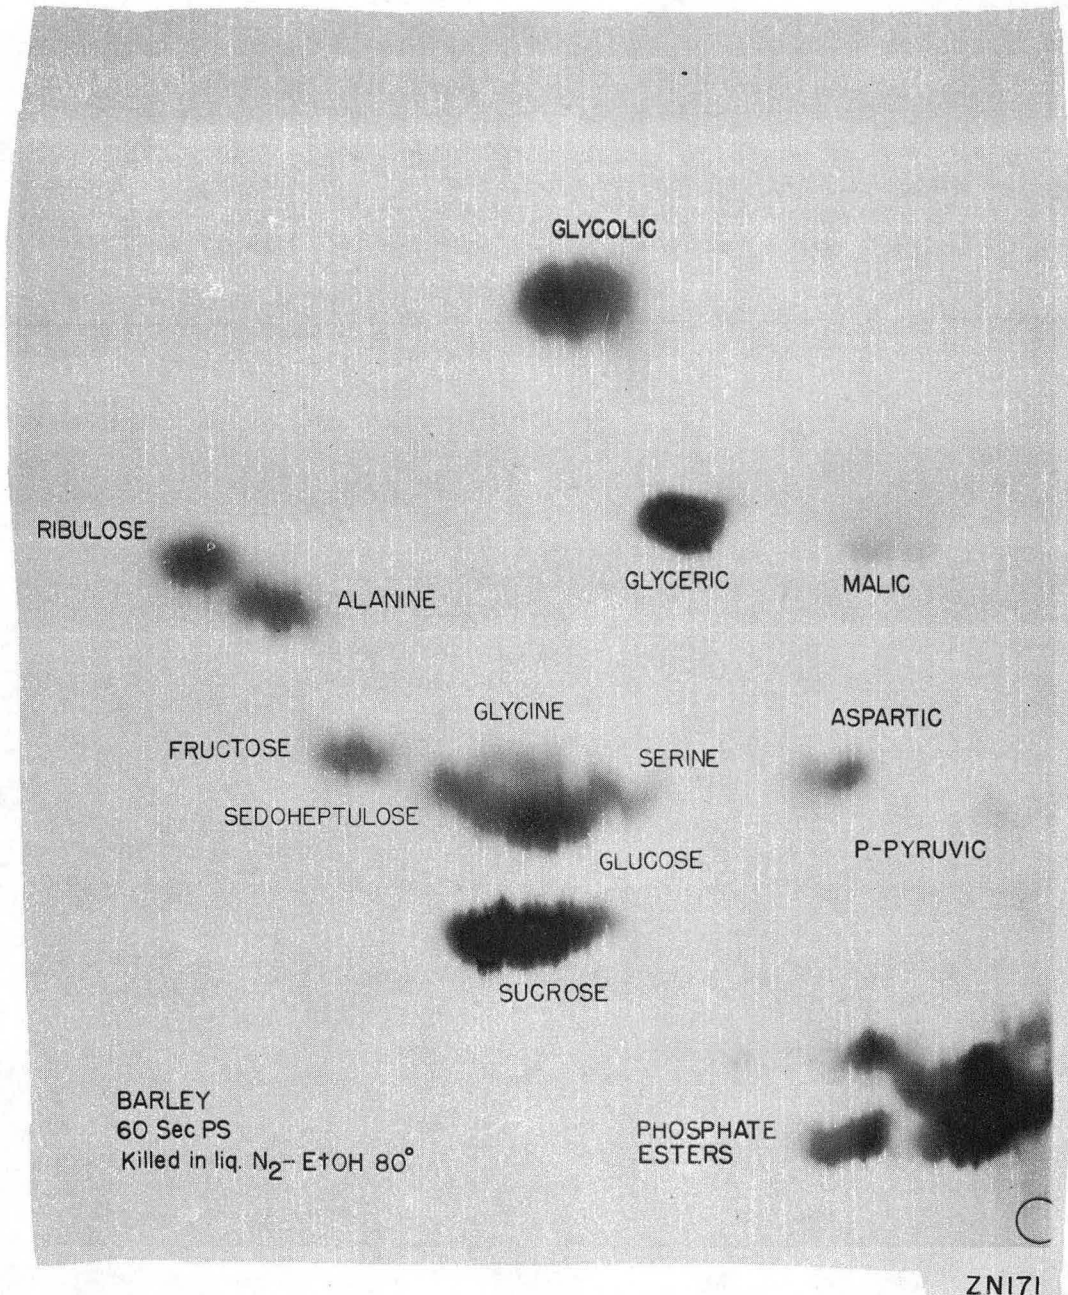 GLYCOLIC
RIBULOSE
GLYCERIC
MALIC
ALANINE
GLYCINE
ASPARTIC
FRUCTOSE
SERINE
SEDOHEPTULOSE
P-PYRUVIC
GLUCOSE
SUCROSE
BARLEY
60 Sec PS
Killed in liq. N₂-EtOH 80°
PHOSPHATE
ESTERS
ZN171